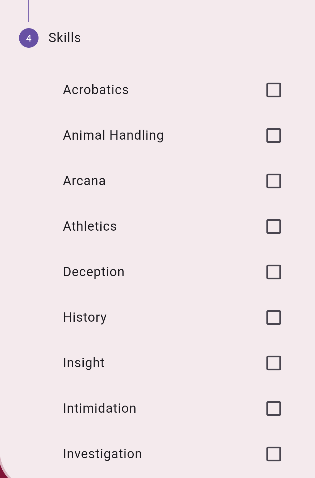 4 Skills
Acrobatics
Animal Handling
Arcana
Athletics
Deception
History
Insight
Intimidation
Investigation